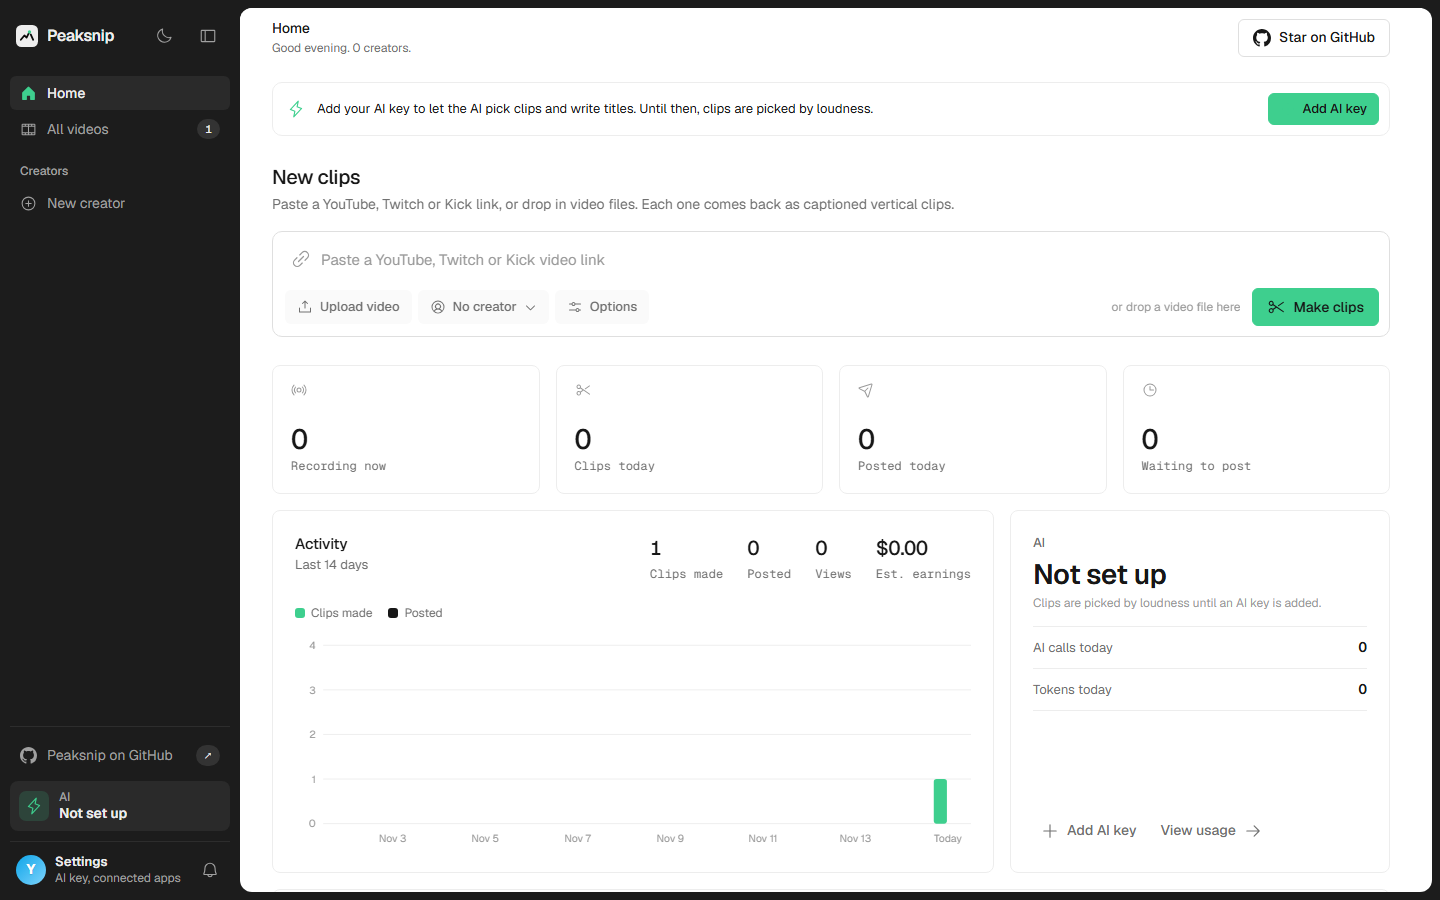 Peaksnip
Home
All videos
1
Creators
New creator
Peaksnip on GitHub
↗
AI
Not set up
Y
Settings
AI key, connected apps
Home
Good evening. 0 creators.
Star on GitHub
Add your AI key to let the AI pick clips and write titles. Until then, clips are picked by loudness.
Add AI key
New clips
Paste a YouTube, Twitch or Kick link, or drop in video files. Each one comes back as captioned vertical clips.
Paste a YouTube, Twitch or Kick video link
Upload video
No creator
Options
or drop a video file here
Make clips
0
Recording now
0
Clips today
0
Posted today
0
Waiting to post
Activity
Last 14 days
1
Clips made
0
Posted
0
Views
$0.00
Est. earnings
Clips made
Posted
4
3
2
1
0
Nov 3
Nov 5
Nov 7
Nov 9
Nov 11
Nov 13
Today
AI
Not set up
Clips are picked by loudness until an AI key is added.
AI calls today
0
Tokens today
0
Add AI key
View usage